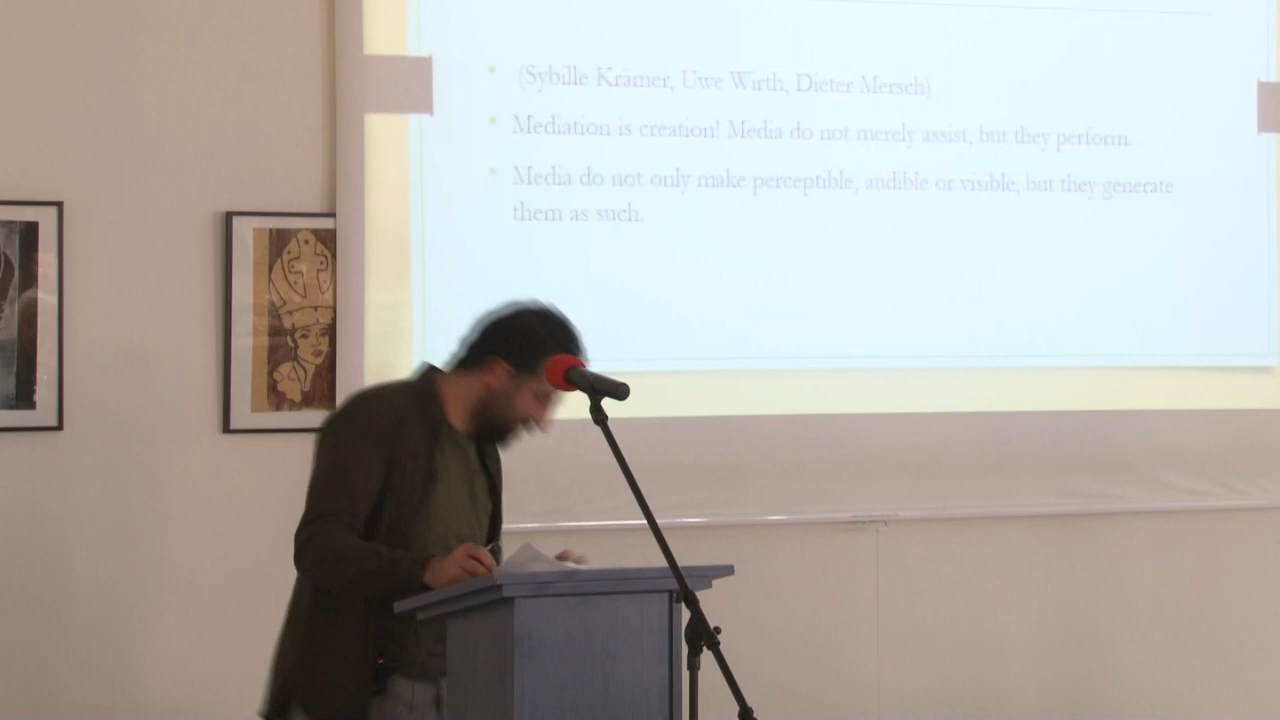 (Sybille Krämer, Uwe Wirth, Dieter Mersch)
Mediation is creation! Media do not merely assist, but they perform.
Media do not only make perceptible, audible or visible, but they generate
them as such.